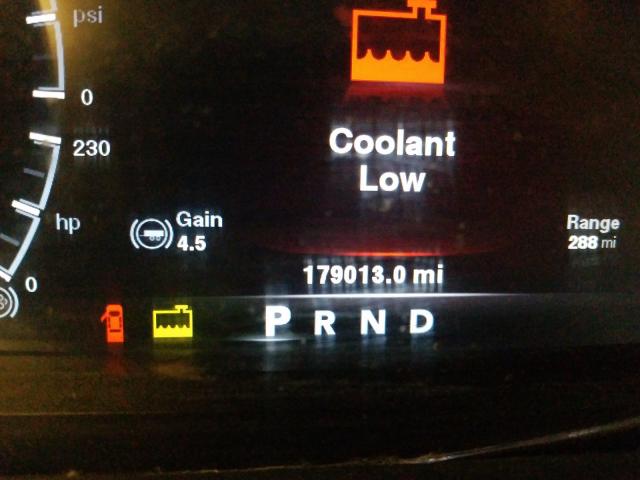 psi
0
230
hp
0
Coolant
Low
Gain
4.5
Range
288 mi
179013.0 mi
P R N D